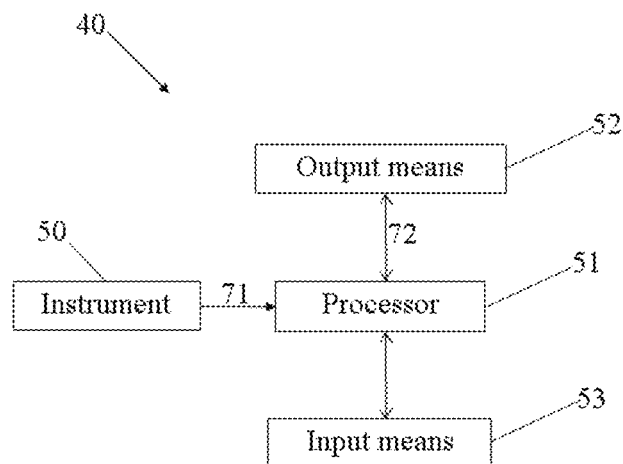 40
52
Output means
50
72
51
Instrument
71
Processor
53
Input means